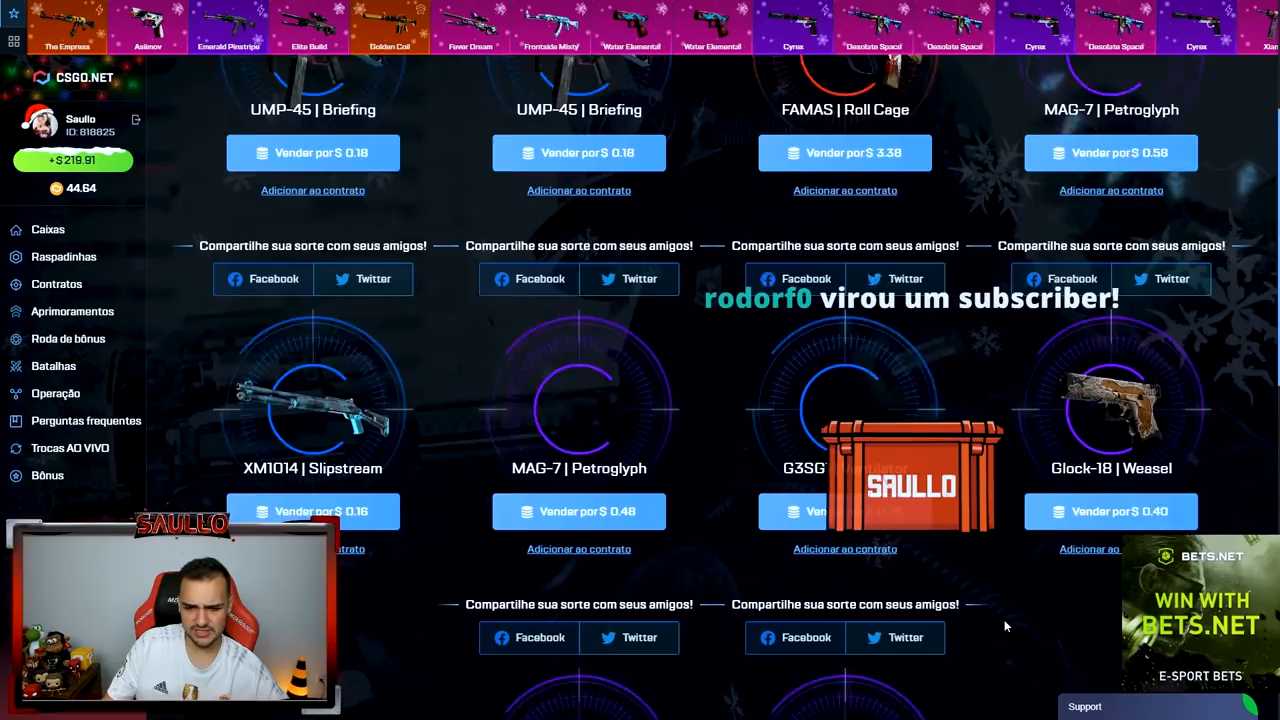 The Empress
Asiimov
Emerald Pinstripe
Elite Build
Golden Coil
Fever Dream
Frontside Misty
Water Elemental
Water Elemental
Cyrex
Desolate Space
Desolate Space
Cyrex
Desolate Space
Cyrex
CSGO.NET
Saullo
ID: 818825
+$ 219.91
44.64
Caixas
Raspadinhas
Contratos
Aprimoramentos
Roda de bônus
Batalhas
Operação
Perguntas frequentes
Trocas AO VIVO
Bônus
UMP-45 | Briefing
UMP-45 | Briefing
FAMAS | Roll Cage
MAG-7 | Petroglyph
Vender por $ 0.18
Vender por $ 0.18
Vender por $ 3.38
Vender por $ 0.58
Adicionar ao contrato
Adicionar ao contrato
Adicionar ao contrato
Adicionar ao contrato
Compartilhe sua sorte com seus amigos!
Compartilhe sua sorte com seus amigos!
Compartilhe sua sorte com seus amigos!
Compartilhe sua sorte com seus amigos!
Facebook
Twitter
Facebook
Twitter
Facebook
Twitter
Facebook
Twitter
rodorf0 virou um subscriber!
XM1014 | Slipstream
MAG-7 | Petroglyph
Glock-18 | Weasel
SAULLO
Vender por $ 0.16
Vender por $ 0.48
Vender por $ 0.40
Adicionar ao contrato
Adicionar ao contrato
Compartilhe sua sorte com seus amigos!
Compartilhe sua sorte com seus amigos!
Facebook
Twitter
Facebook
Twitter
SAULLO
BETS.NET
WIN WITH
BETS.NET
E-SPORT BETS
Support